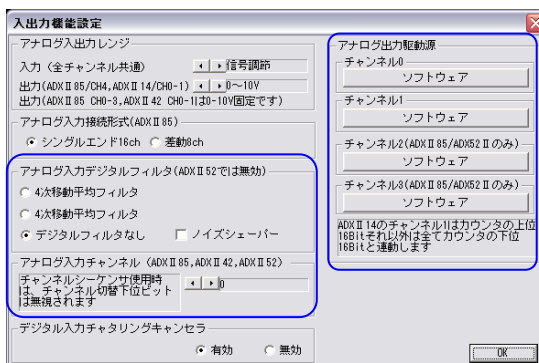 入出力機能設定
アナログ入出力レンジ
入力(全チャンネル共通)
信号調節
出力(ADXⅡ85/CH4,ADXⅡ14/CH0-1)
0～10V
出力(ADXⅡ85 CH0-3,ADXⅡ42 CH0-1は0-10V固定です)
アナログ入力接続形式(ADXⅡ85)
シングルエンド16ch
差動8ch
アナログ入力デジタルフィルタ(ADXⅡ52では無効)
4次移動平均フィルタ
4次移動平均フィルタ
デジタルフィルタなし
ノイズシェーパー
アナログ入力チャンネル (ADXⅡ85,ADXⅡ42,ADXⅡ52)
チャンネルシーケンサ使用時
は、チャンネル切替下位ビット
は無視されます
0
デジタル入力チャタリングキャンセラ
有効
無効
アナログ出力駆動源
チャンネル0
ソフトウェア
チャンネル1
ソフトウェア
チャンネル2(ADXⅡ85/ADX52Ⅱのみ)
ソフトウェア
チャンネル3(ADXⅡ85/ADX52Ⅱのみ)
ソフトウェア
ADXⅡ14のチャンネル1はカウンタの上位
16Bitそれ以外は全てカウンタの下位
16Bitと連動します
OK